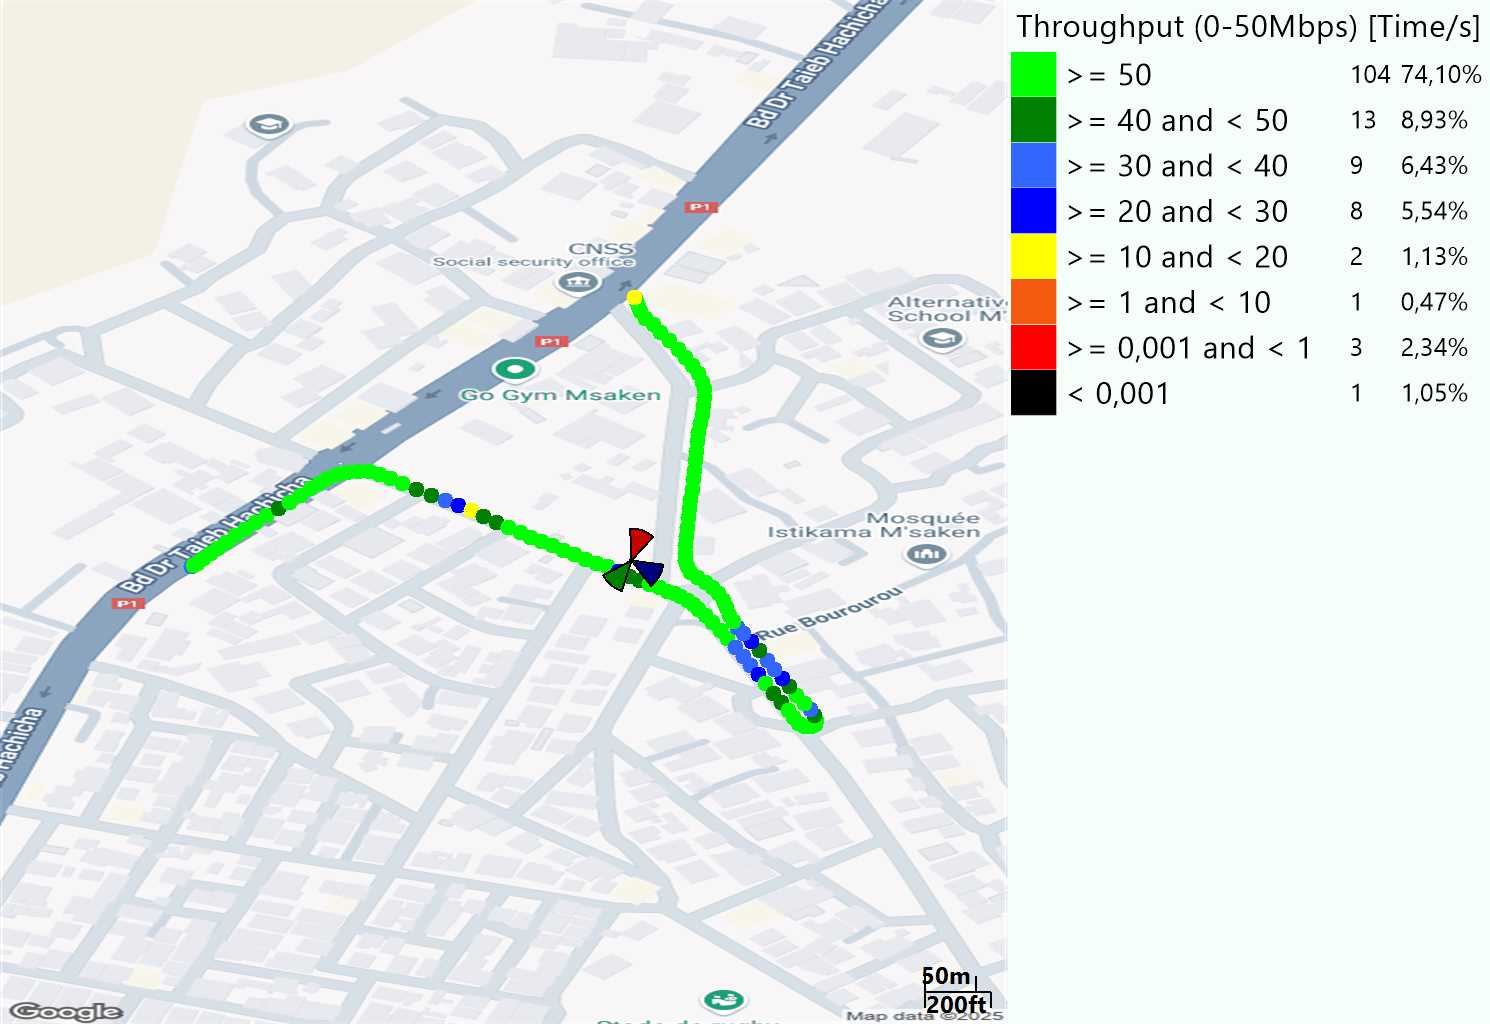 Throughput (0-50Mbps) [Time/s]
>= 50 104 74,10%
>= 40 and < 50 13 8,93%
>= 30 and < 40 9 6,43%
>= 20 and < 30 8 5,54%
>= 10 and < 20 2 1,13%
>= 1 and < 10 1 0,47%
>= 0,001 and < 1 3 2,34%
< 0,001 1 1,05%
Bd Dr Taieb Hachicha
P1
CNSS
Social security office
Alternativ
School M'
P1
Go Gym Msaken
Bd Dr Taieb Hachicha
Mosquée
Istikama M'saken
P1
Rue Bourourou
Hachicha
50m
200ft
Google
Map data ©2025